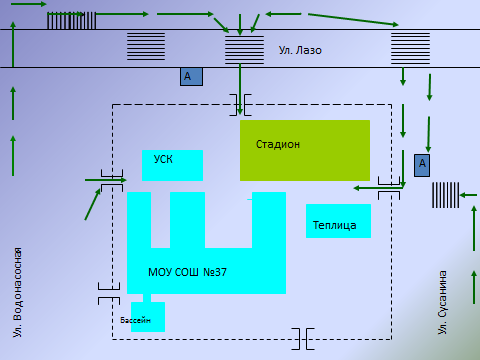 Ул. Лазо
А
Стадион
УСК
А
Теплица
МОУ СОШ №37
Бассейн
Ул. Водонасосная
Ул. Сусанина